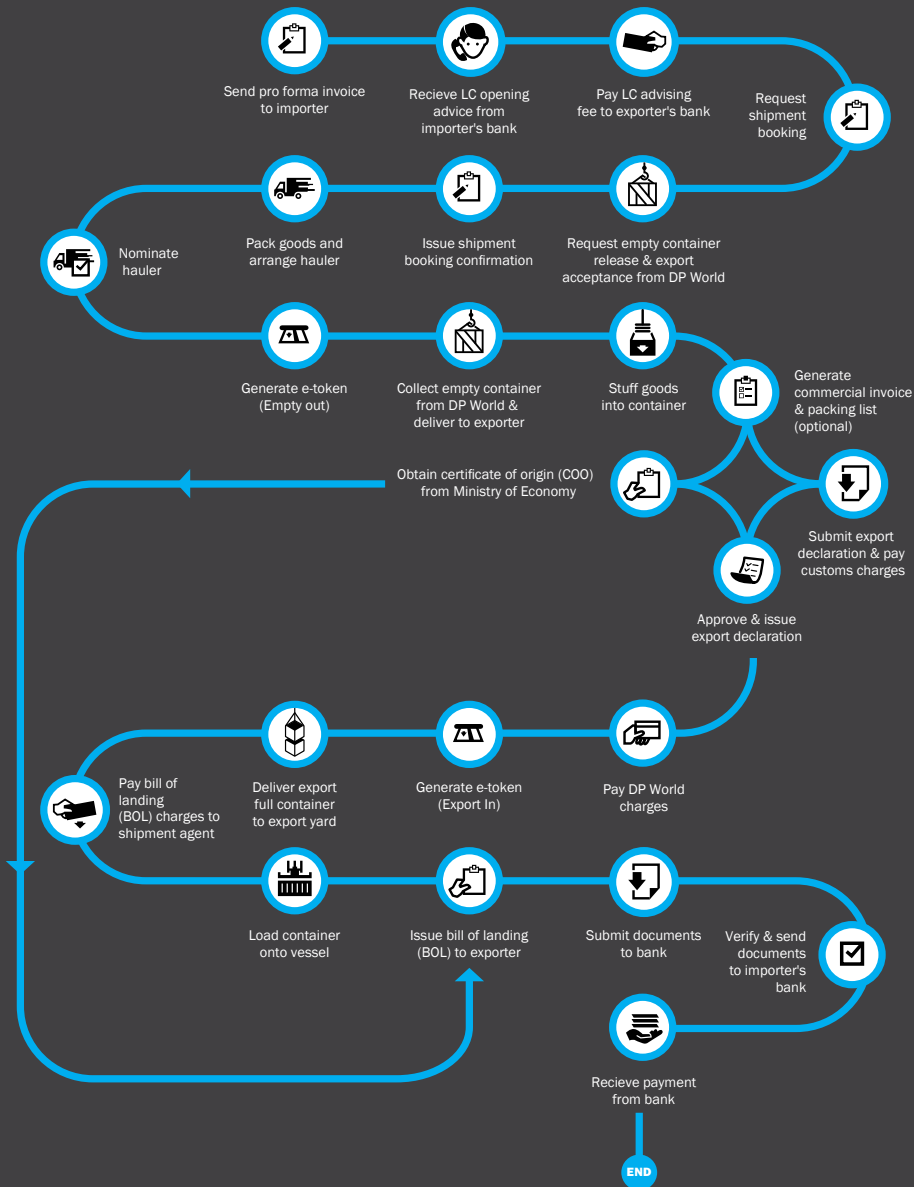 Send pro forma invoice
to importer
Recieve LC opening
advice from
importer's bank
Pay LC advising
fee to exporter's bank
Request
shipment
booking
Nominate
hauler
Pack goods and
arrange hauler
Issue shipment
booking confirmation
Request empty container
release & export
acceptance from DP World
Generate e-token
(Empty out)
Collect empty container
from DP World &
deliver to exporter
Stuff goods
into container
Generate
commercial invoice
& packing list
(optional)
Obtain certificate of origin (COO)
from Ministry of Economy
Submit export
declaration & pay
customs charges
Approve & issue
export declaration
Pay bill of
landing
(BOL) charges to
shipment agent
Deliver export
full container
to export yard
Generate e-token
(Export In)
Pay DP World
charges
Load container
onto vessel
Issue bill of landing
(BOL) to exporter
Submit documents
to bank
Verify & send
documents
to importer's
bank
Recieve payment
from bank
END